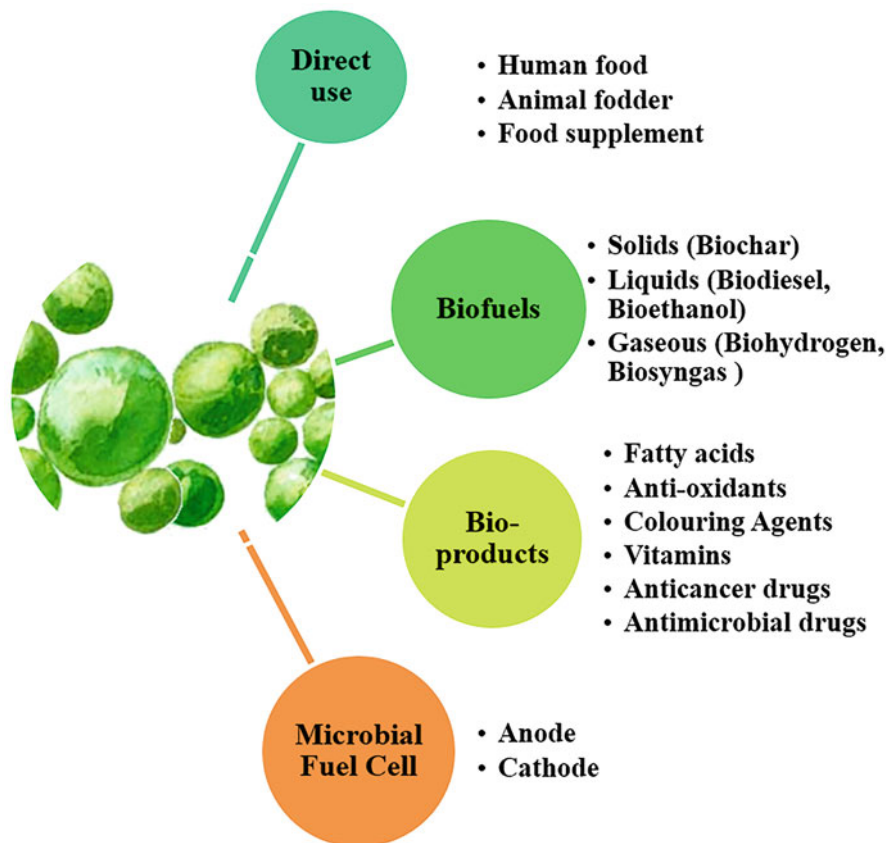 Direct
use
• Human food
• Animal fodder
• Food supplement
Biofuels
• Solids (Biochar)
• Liquids (Biodiesel,
Bioethanol)
• Gaseous (Biohydrogen,
Biosyngas )
Bio-
products
• Fatty acids
• Anti-oxidants
• Colouring Agents
• Vitamins
• Anticancer drugs
• Antimicrobial drugs
Microbial
Fuel Cell
• Anode
• Cathode